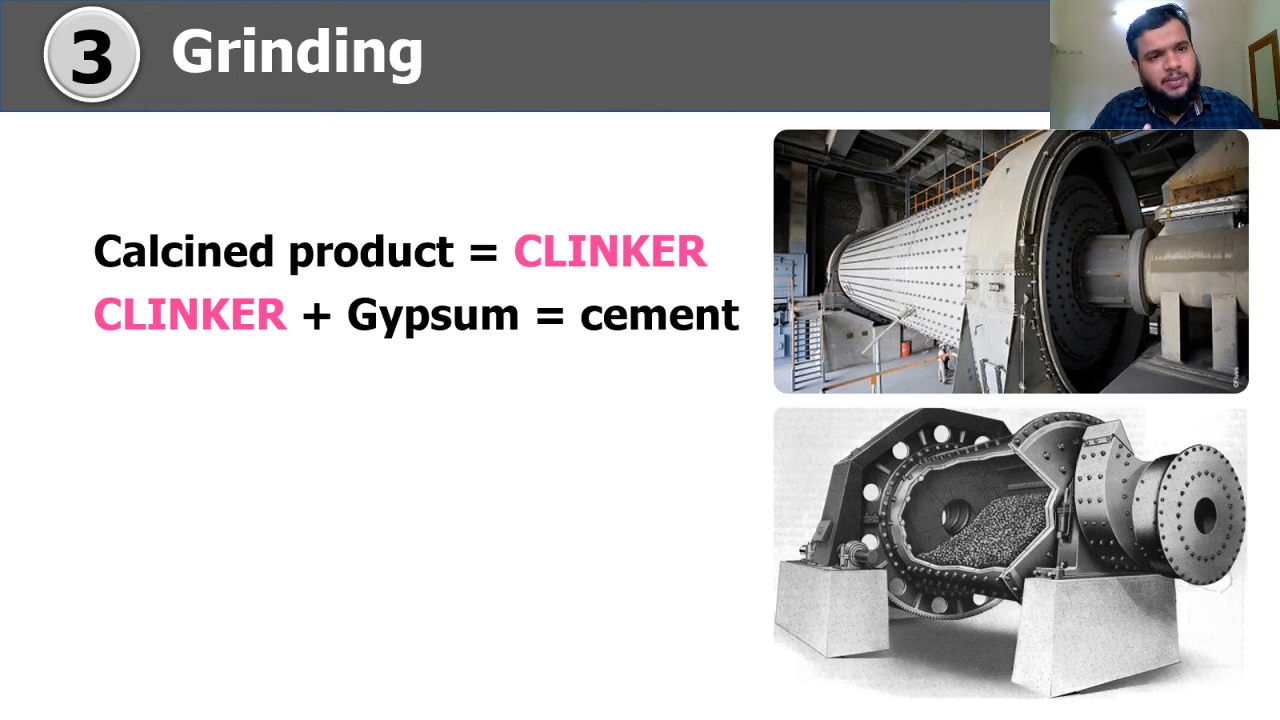 3 Grinding
Calcined product = CLINKER
CLINKER + Gypsum = cement